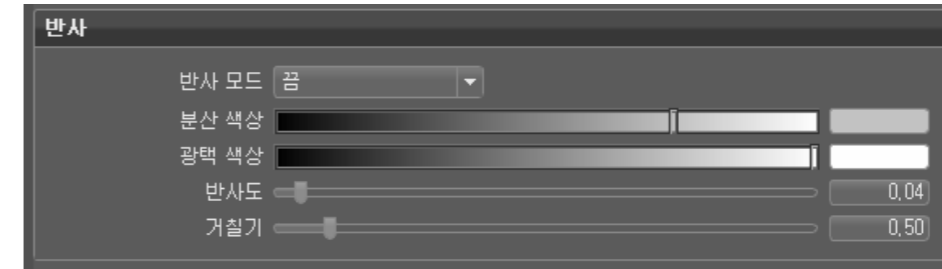 반사
반사 모드 끔
분산 색상
광택 색상
반사도 0,04
거칠기 0,50